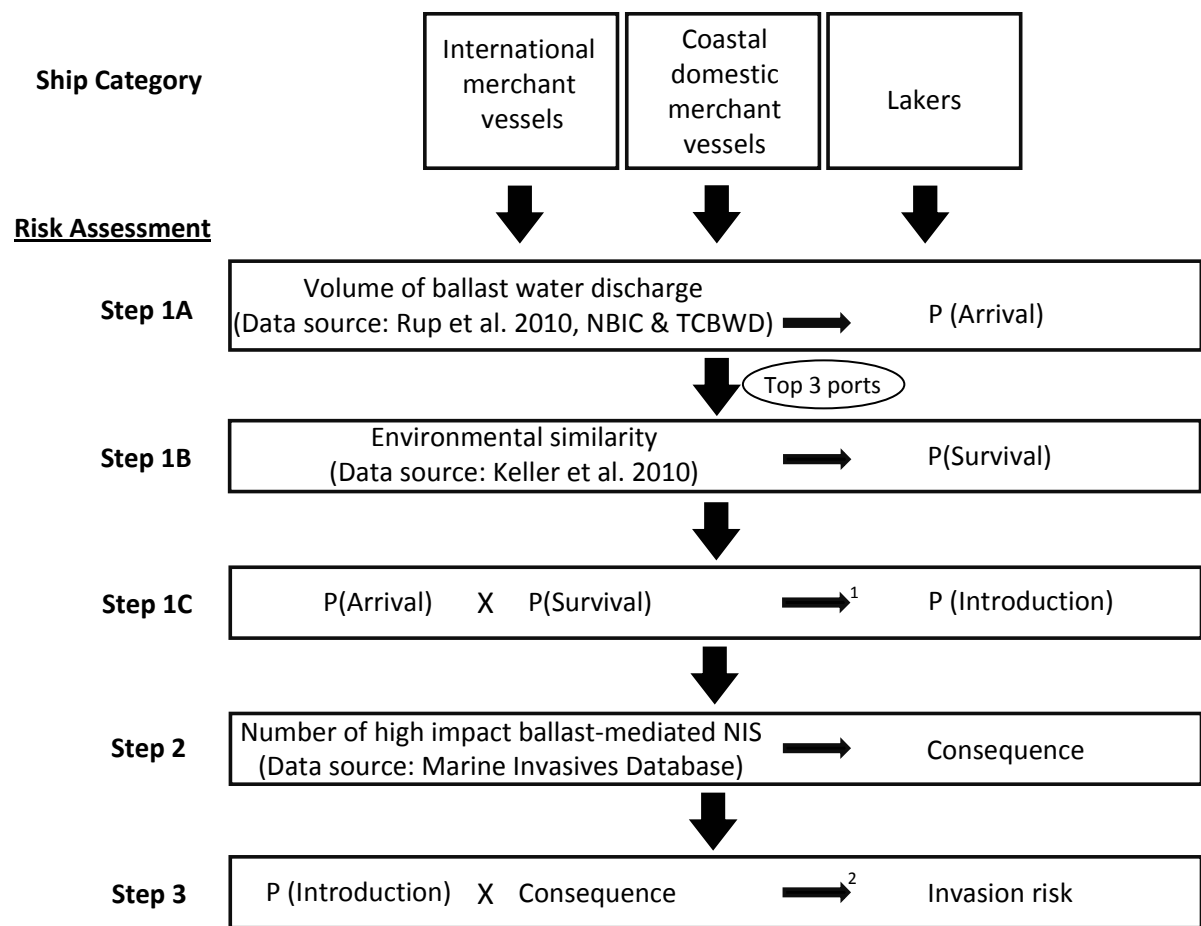 Ship Category
International
merchant
vessels
Coastal
domestic
merchant
vessels
Lakers
Risk Assessment
Step 1A
Volume of ballast water discharge
(Data source: Rup et al. 2010, NBIC & TCBWD)
P (Arrival)
Top 3 ports
Step 1B
Environmental similarity
(Data source: Keller et al. 2010)
P(Survival)
Step 1C
P(Arrival) X P(Survival)
1
P (Introduction)
Step 2
Number of high impact ballast-mediated NIS
(Data source: Marine Invasives Database)
Consequence
Step 3
P (Introduction) X Consequence
2
Invasion risk